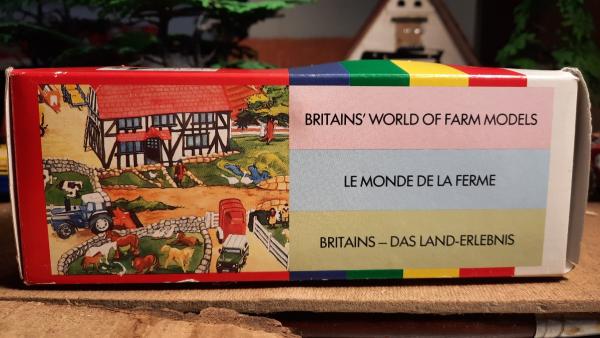 BRITAINS' WORLD OF FARM MODELS
LE MONDE DE LA FERME
BRITAINS – DAS LAND-ERLEBNIS